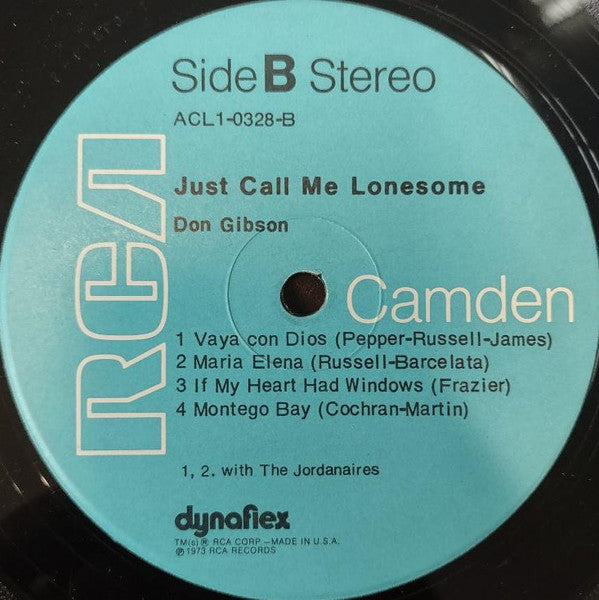 Side B Stereo
ACL1-0328-B
RCA
Just Call Me Lonesome
Don Gibson
Camden
1 Vaya con Dios (Pepper-Russell-James)
2 Maria Elena (Russell-Barcelata)
3 If My Heart Had Windows (Frazier)
4 Montego Bay (Cochran-Martin)
1, 2. with The Jordanaires
dynaflex
TM(s) ® RCA CORP.–MADE IN U.S.A.
℗ 1973 RCA RECORDS